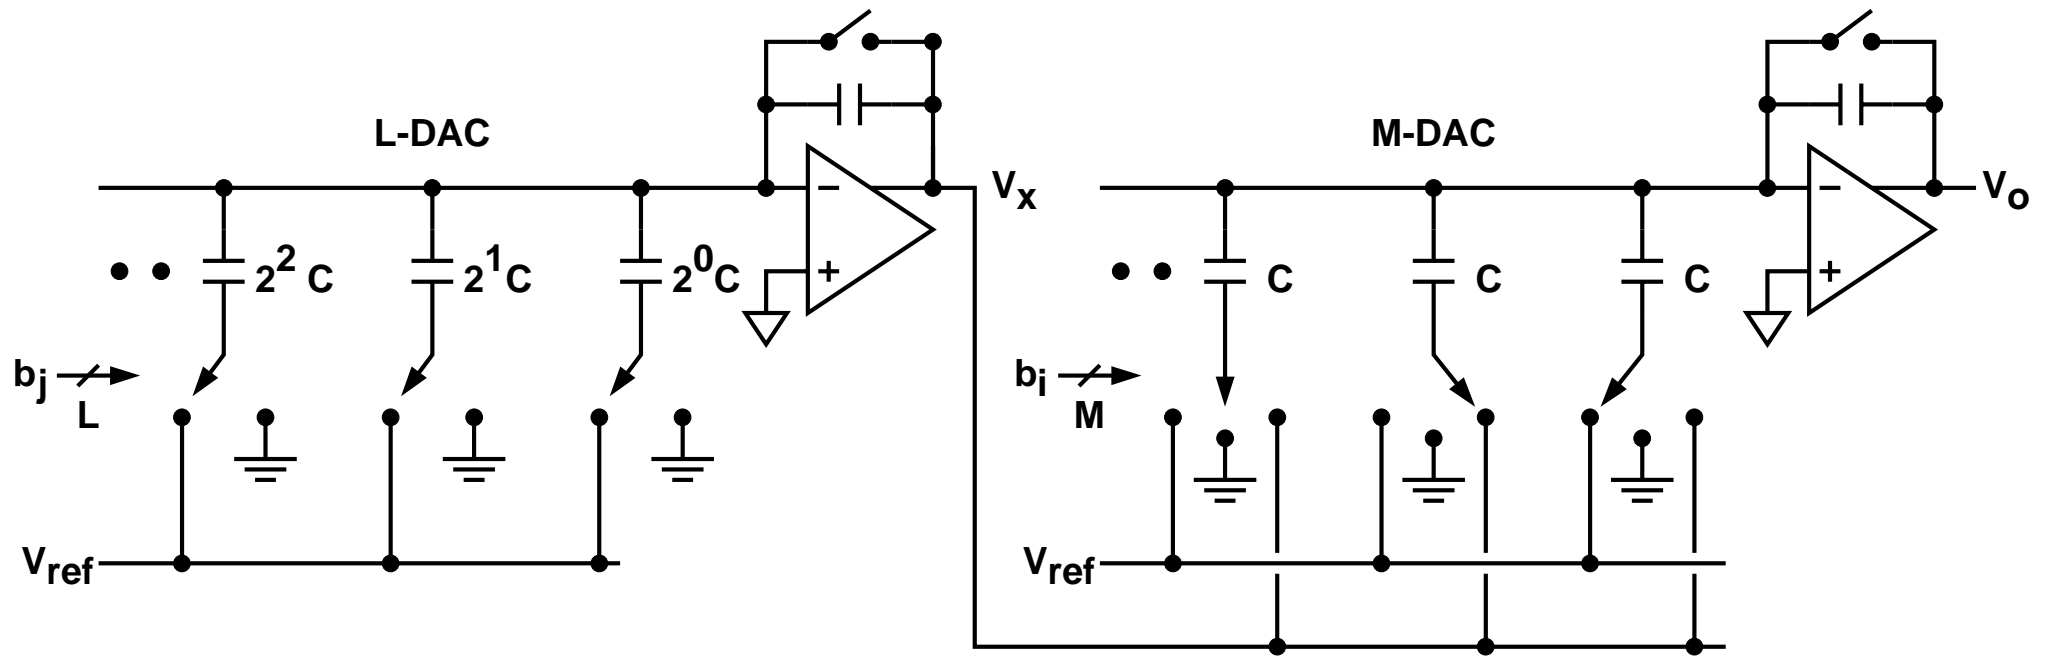 L-DAC
M-DAC
Vx
Vo
2² C
2¹C
2⁰C
C
C
C
−
+
−
+
bj
L
bi
M
Vref
Vref